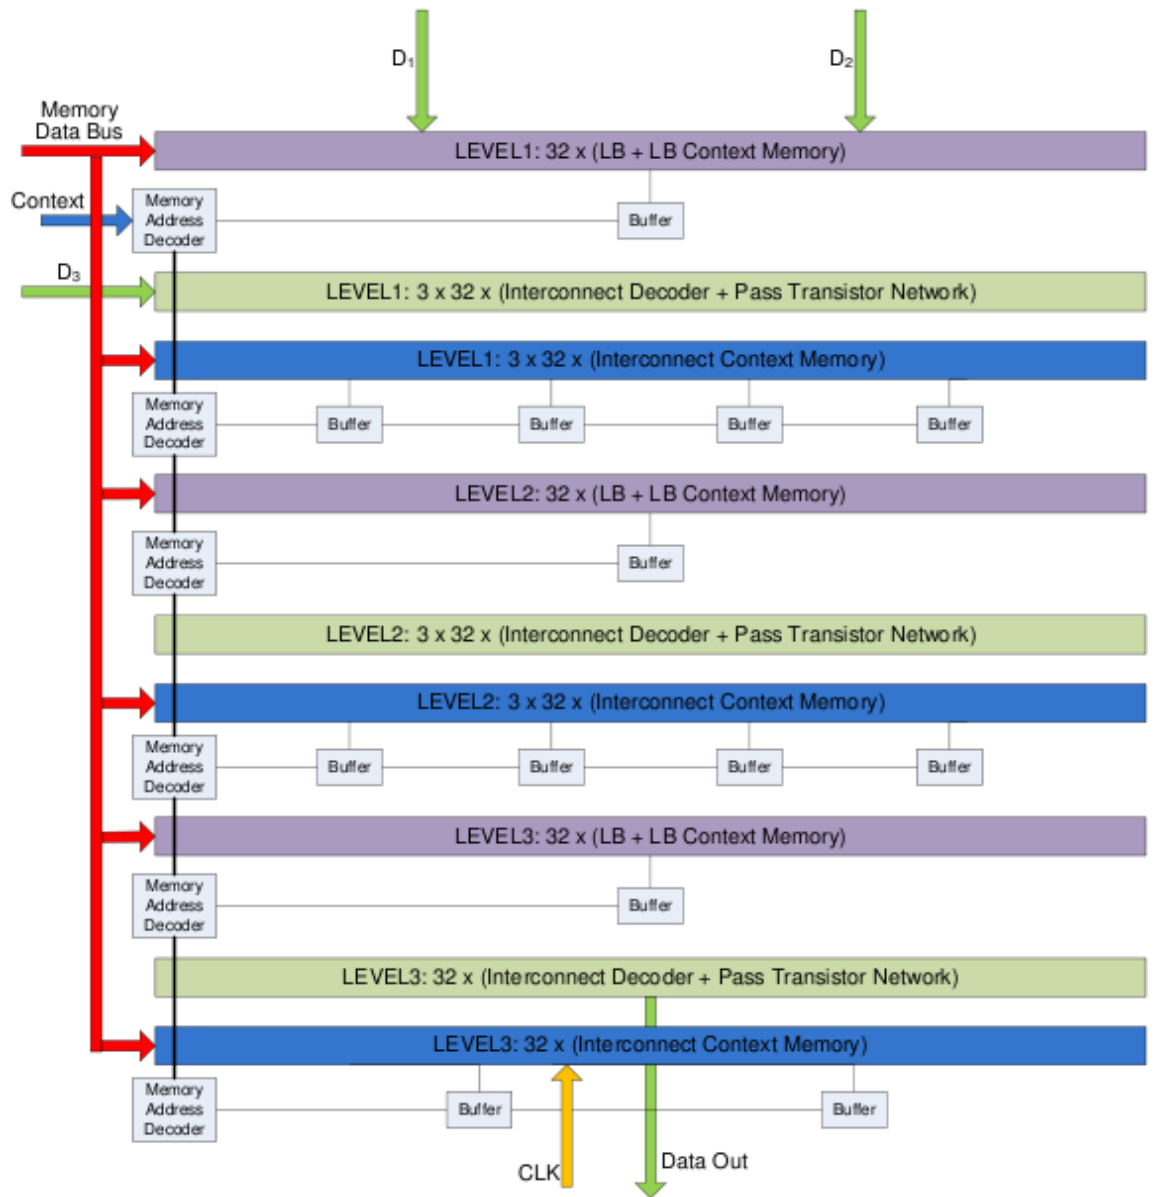 D₁
D₂
Memory
Data Bus
LEVEL1: 32 x (LB + LB Context Memory)
Context
Memory
Address
Decoder
Buffer
D₃
LEVEL1: 3 x 32 x (Interconnect Decoder + Pass Transistor Network)
LEVEL1: 3 x 32 x (Interconnect Context Memory)
Memory
Address
Decoder
Buffer
Buffer
Buffer
Buffer
LEVEL2: 32 x (LB + LB Context Memory)
Memory
Address
Decoder
Buffer
LEVEL2: 3 x 32 x (Interconnect Decoder + Pass Transistor Network)
LEVEL2: 3 x 32 x (Interconnect Context Memory)
Memory
Address
Decoder
Buffer
Buffer
Buffer
Buffer
LEVEL3: 32 x (LB + LB Context Memory)
Memory
Address
Decoder
Buffer
LEVEL3: 32 x (Interconnect Decoder + Pass Transistor Network)
LEVEL3: 32 x (Interconnect Context Memory)
Memory
Address
Decoder
Buffer
Buffer
CLK
Data Out